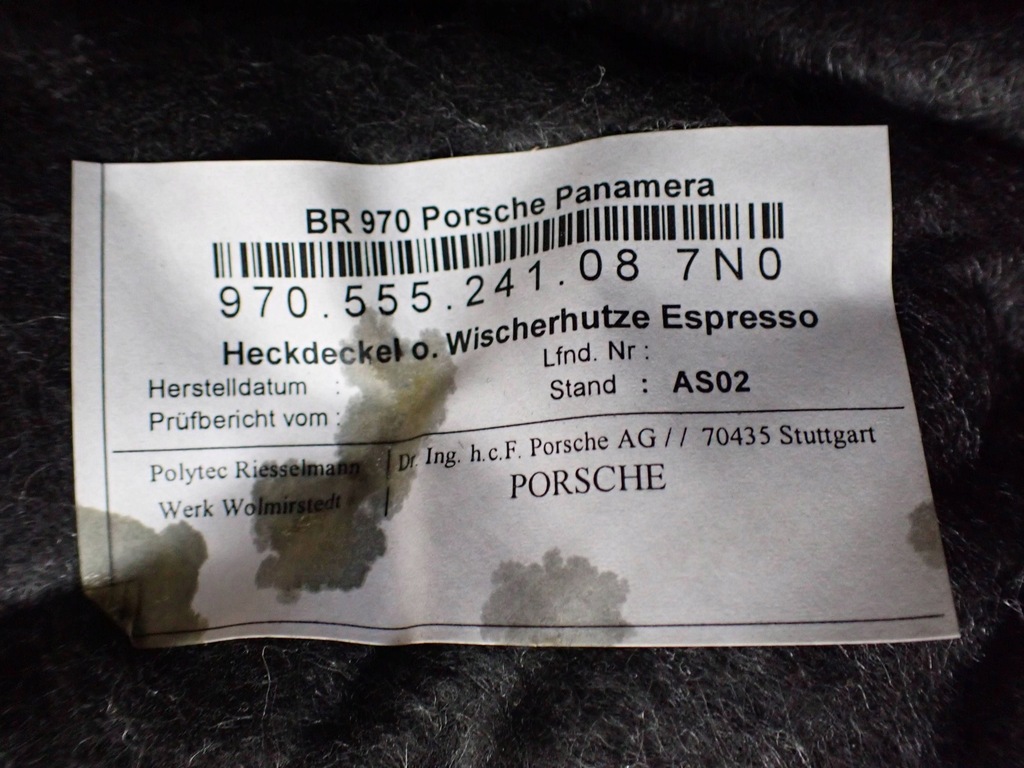 BR 970 Porsche Panamera
970.555.241.08 7N0
Heckdeckel o. Wischerhutze Espresso
Herstelldatum : Lfnd. Nr :
Prüfbericht vom : Stand : AS02
Polytec Riesselmann Dr. Ing. h.c.F. Porsche AG // 70435 Stuttgart
Werk Wolmirstedt PORSCHE